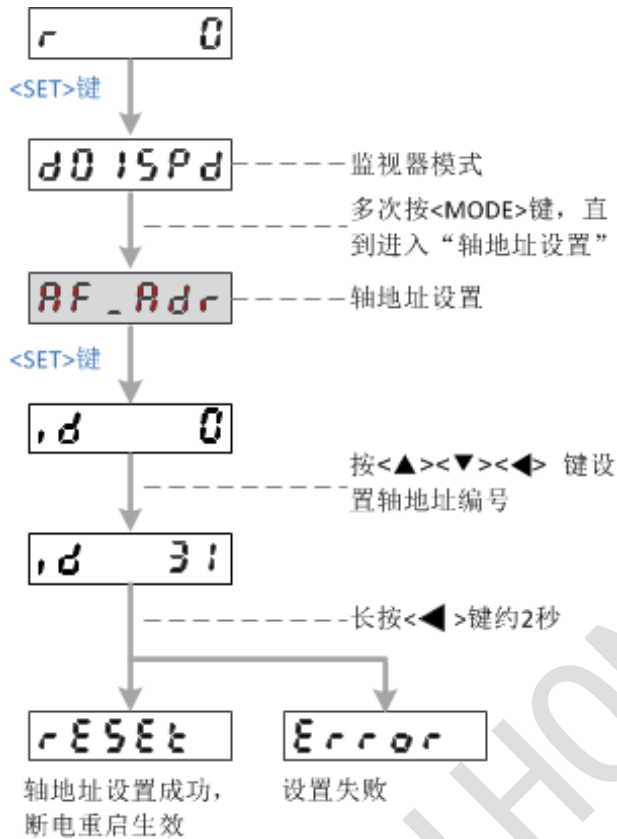 r 0
<SET>键
d01SPd
监视器模式
多次按<MODE>键，直
到进入“轴地址设置”
AF_Adr
轴地址设置
<SET>键
id 0
按<▲><▼><◀> 键设
置轴地址编号
id 31
长按<◀ >键约2秒
rESEt
Error
轴地址设置成功，
断电重启生效
设置失败